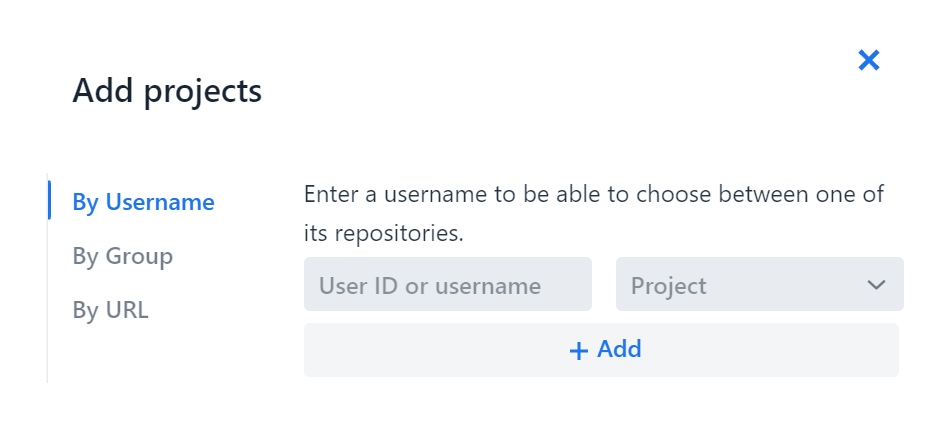 Add projects
By Username
By Group
By URL
Enter a username to be able to choose between one of
its repositories.
User ID or username
Project
+ Add